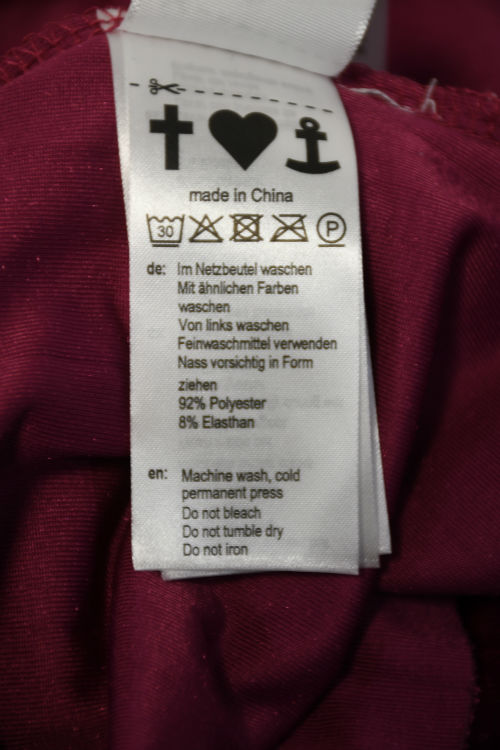 made in China
30
P
de: Im Netzbeutel waschen
Mit ähnlichen Farben
waschen
Von links waschen
Feinwaschmittel verwenden
Nass vorsichtig in Form
ziehen
92% Polyester
8% Elasthan
en: Machine wash, cold
permanent press
Do not bleach
Do not tumble dry
Do not iron